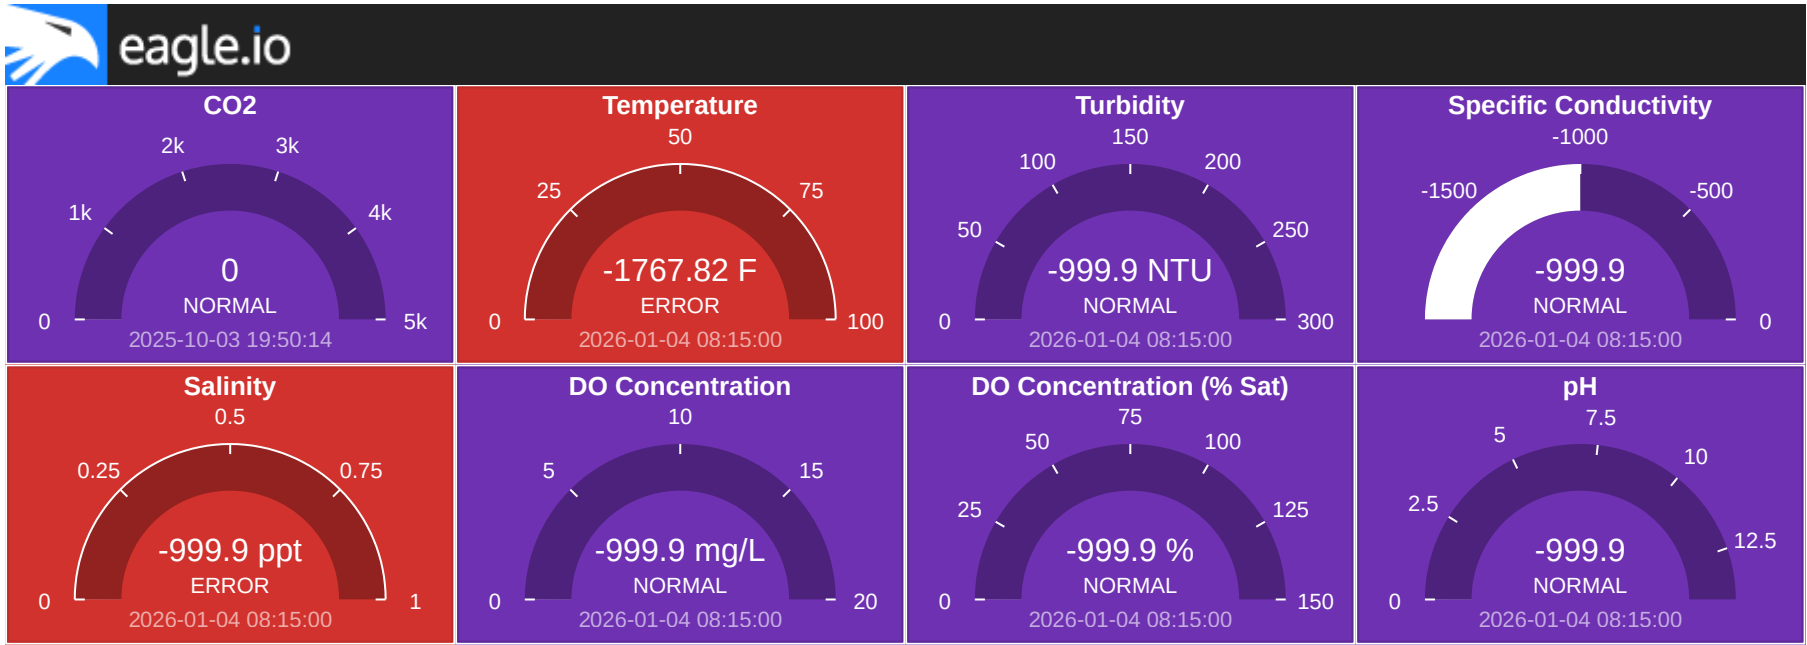 eagle.io
CO2
2k
3k
1k
4k
0
NORMAL
0
5k
2025-10-03 19:50:14
Temperature
50
25
75
-1767.82 F
ERROR
0
100
2026-01-04 08:15:00
Turbidity
150
100
200
50
250
-999.9 NTU
NORMAL
0
300
2026-01-04 08:15:00
Specific Conductivity
-1000
-1500
-500
-999.9
NORMAL
0
2026-01-04 08:15:00
Salinity
0.5
0.25
0.75
-999.9 ppt
ERROR
0
1
2026-01-04 08:15:00
DO Concentration
10
5
15
-999.9 mg/L
NORMAL
0
20
2026-01-04 08:15:00
DO Concentration (% Sat)
75
50
100
25
125
-999.9 %
NORMAL
0
150
2026-01-04 08:15:00
pH
7.5
5
10
2.5
12.5
-999.9
NORMAL
0
2026-01-04 08:15:00